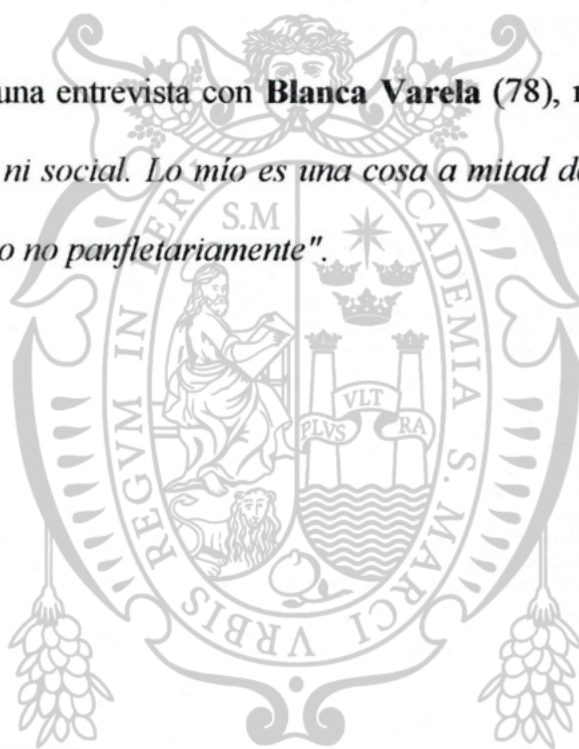 una entrevista con Blanca Varela (78),
ni social. Lo mío es una cosa a mitad d
o no panfletariamente".
S.M
ACADEMIA S. MARCI VRBIS REGVM IN PERV
PLVS VLT RA